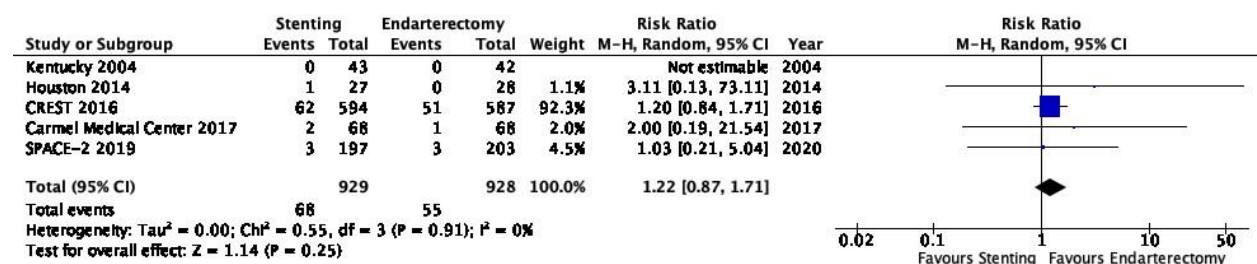 Stenting Endarterectomy Risk Ratio Risk Ratio
Study or Subgroup Events Total Events Total Weight M-H, Random, 95% CI Year M-H, Random, 95% CI
Kentucky 2004 0 43 0 42 Not estimable 2004
Houston 2014 1 27 0 28 1.1% 3.11 [0.13, 73.11] 2014
CREST 2016 62 594 51 587 92.3% 1.20 [0.84, 1.71] 2016
Carmel Medical Center 2017 2 68 1 68 2.0% 2.00 [0.19, 21.54] 2017
SPACE-2 2019 3 197 3 203 4.5% 1.03 [0.21, 5.04] 2020
Total (95% CI) 929 928 100.0% 1.22 [0.87, 1.71]
Total events 68 55
Heterogeneity: Tau² = 0.00; Chi² = 0.55, df = 3 (P = 0.91); I² = 0%
Test for overall effect: Z = 1.14 (P = 0.25)
0.02 0.1 1 10 50
Favours Stenting Favours Endarterectomy